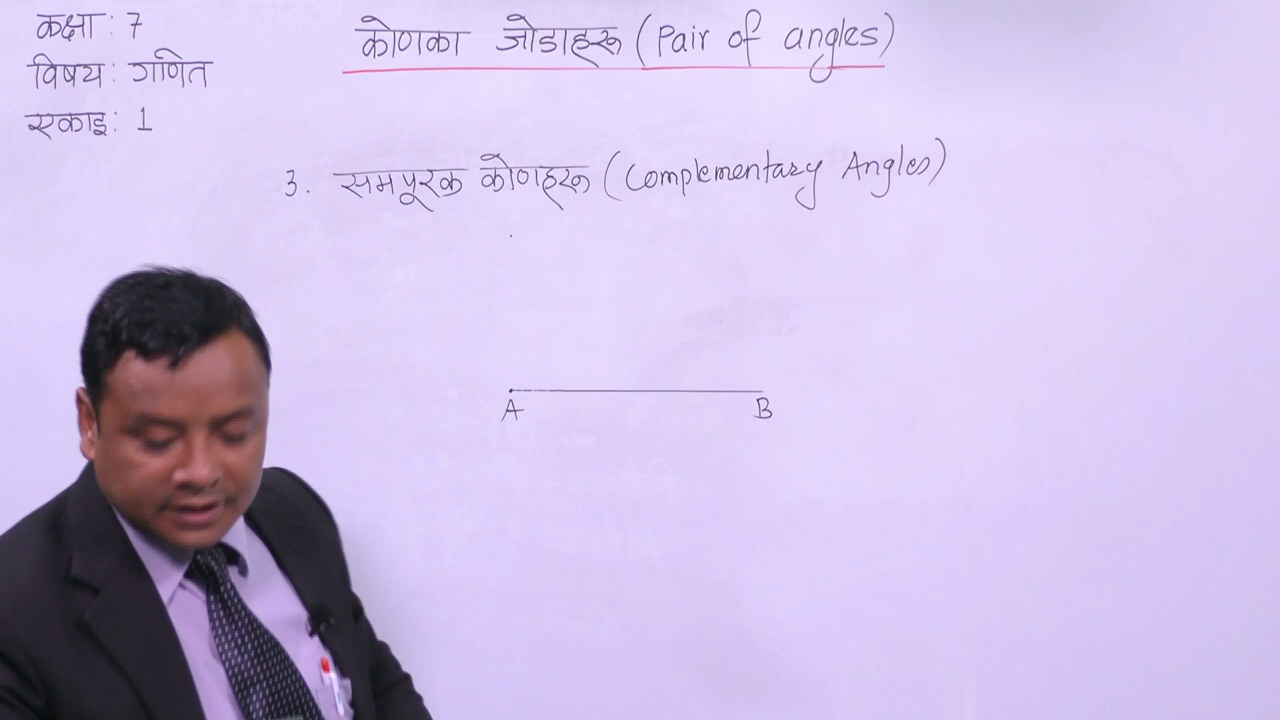 कक्षा: 7
विषय: गणित
एकाइ: 1
कोणका जोडाहरू (Pair of angles)
3. समपूरक कोणहरू (Complementary Angles)
A B